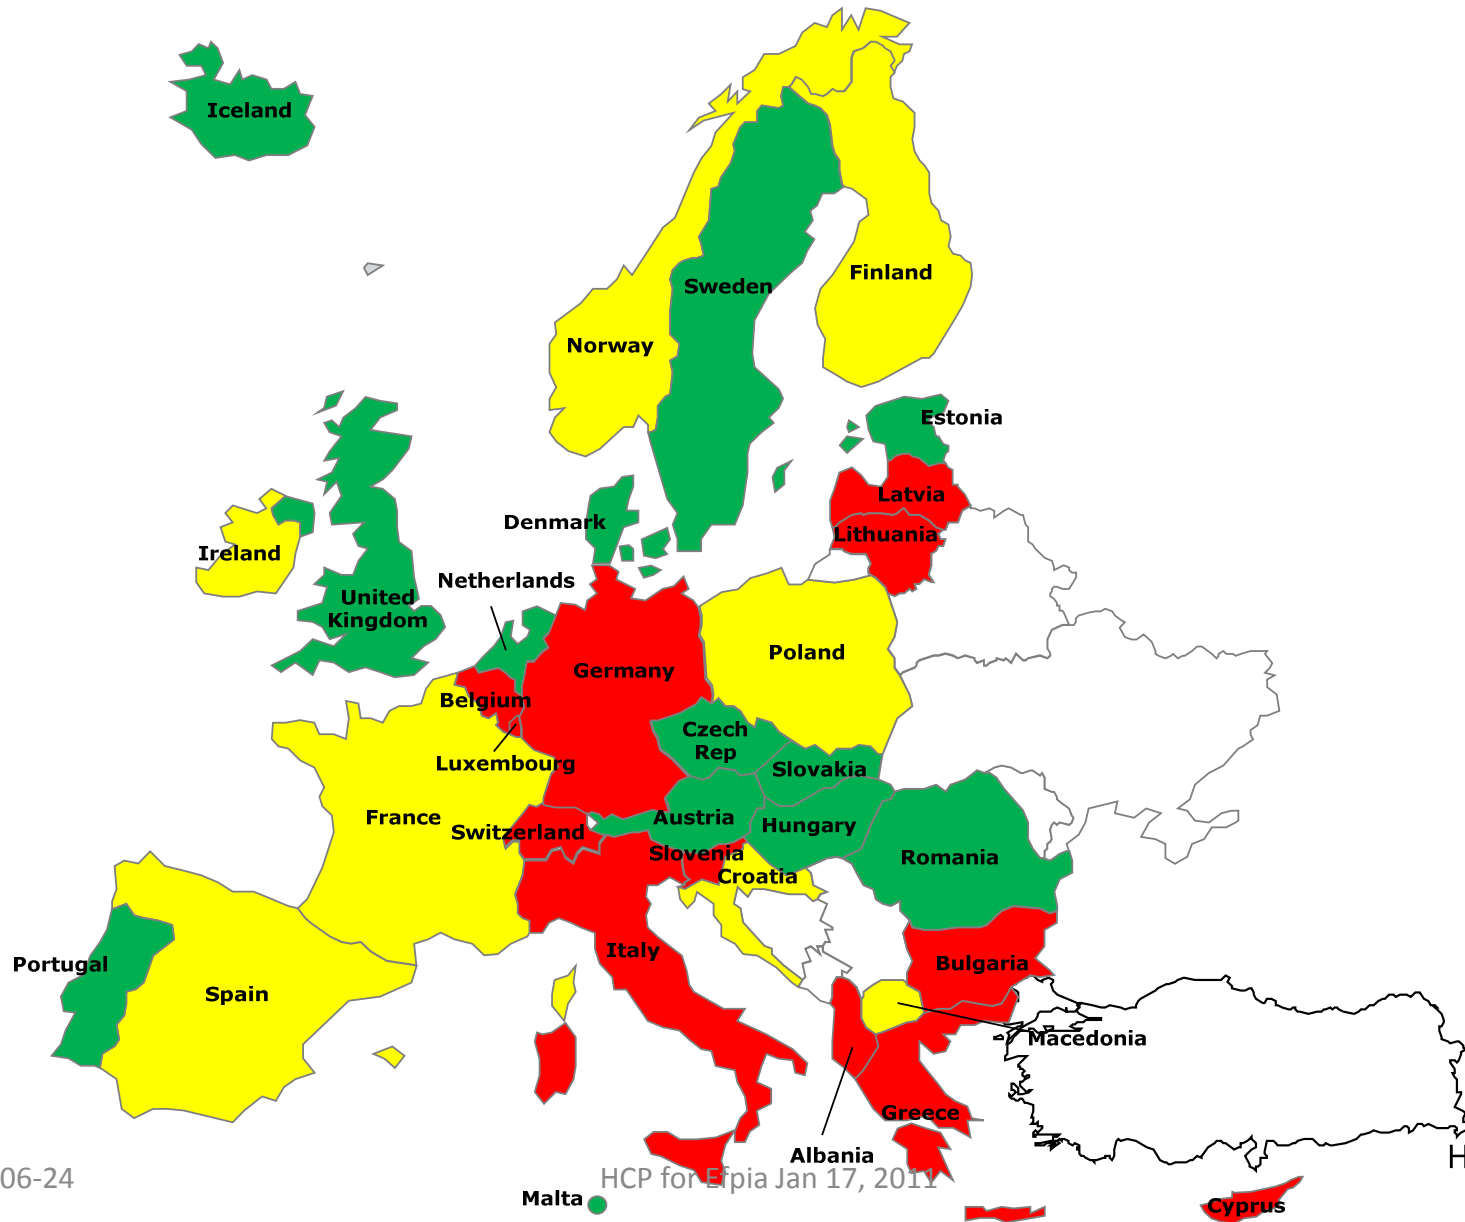 Iceland
Finland
Sweden
Norway
Estonia
Latvia
Denmark
Lithuania
Ireland
Netherlands
United
Kingdom
Poland
Germany
Belgium
Czech
Rep
Luxembourg
Slovakia
France
Austria
Hungary
Switzerland
Slovenia
Romania
Croatia
Italy
Portugal
Bulgaria
Spain
Macedonia
Greece
Albania
H
06-24
HCP for Efpia Jan 17, 2011
Malta
Cyprus